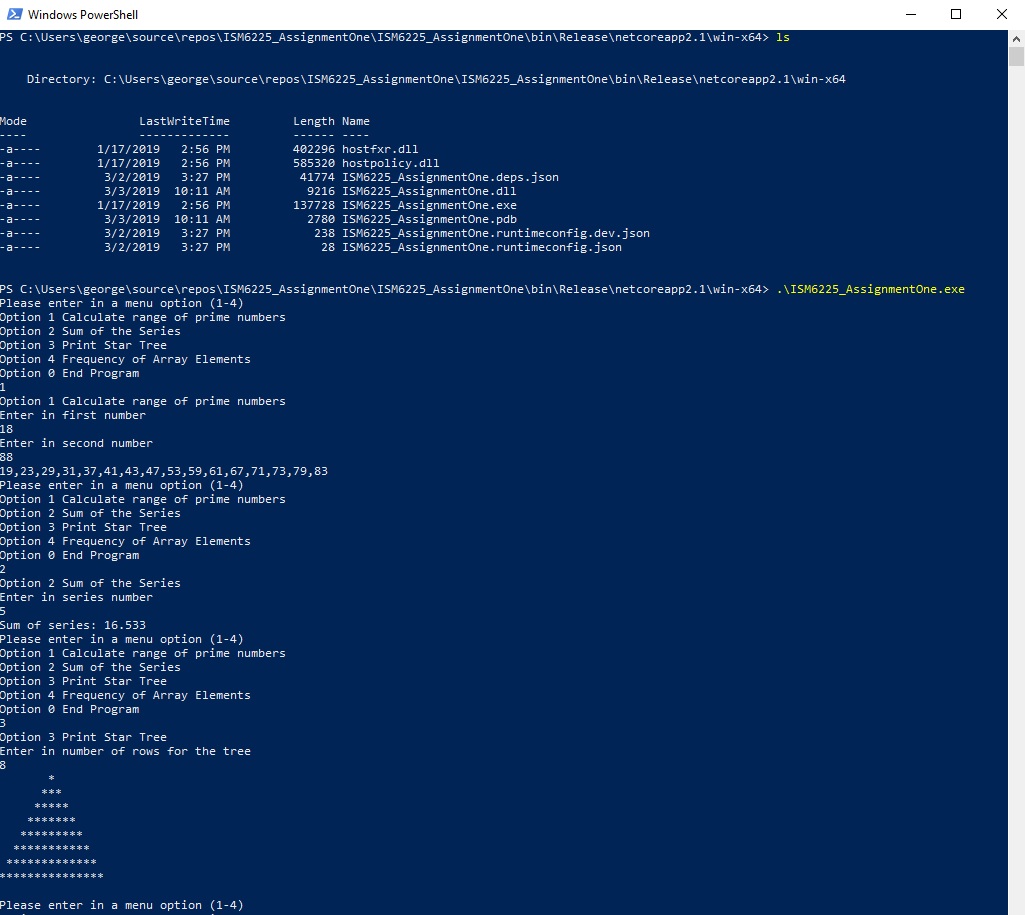 Windows PowerShell
PS C:\Users\george\source\repos\ISM6225_AssignmentOne\ISM6225_AssignmentOne\bin\Release\netcoreapp2.1\win-x64> ls
Directory: C:\Users\george\source\repos\ISM6225_AssignmentOne\ISM6225_AssignmentOne\bin\Release\netcoreapp2.1\win-x64
Mode                LastWriteTime         Length Name
----                -------------         ------ ----
-a----        1/17/2019   2:56 PM         402296 hostfxr.dll
-a----        1/17/2019   2:56 PM         585320 hostpolicy.dll
-a----         3/2/2019   3:27 PM          41774 ISM6225_AssignmentOne.deps.json
-a----         3/3/2019  10:11 AM           9216 ISM6225_AssignmentOne.dll
-a----        1/17/2019   2:56 PM         137728 ISM6225_AssignmentOne.exe
-a----         3/3/2019  10:11 AM           2780 ISM6225_AssignmentOne.pdb
-a----         3/2/2019   3:27 PM            238 ISM6225_AssignmentOne.runtimeconfig.dev.json
-a----         3/2/2019   3:27 PM             28 ISM6225_AssignmentOne.runtimeconfig.json
PS C:\Users\george\source\repos\ISM6225_AssignmentOne\ISM6225_AssignmentOne\bin\Release\netcoreapp2.1\win-x64> .\ISM6225_AssignmentOne.exe
Please enter in a menu option (1-4)
Option 1 Calculate range of prime numbers
Option 2 Sum of the Series
Option 3 Print Star Tree
Option 4 Frequency of Array Elements
Option 0 End Program
1
Option 1 Calculate range of prime numbers
Enter in first number
18
Enter in second number
88
19,23,29,31,37,41,43,47,53,59,61,67,71,73,79,83
Please enter in a menu option (1-4)
Option 1 Calculate range of prime numbers
Option 2 Sum of the Series
Option 3 Print Star Tree
Option 4 Frequency of Array Elements
Option 0 End Program
2
Option 2 Sum of the Series
Enter in series number
5
Sum of series: 16.533
Please enter in a menu option (1-4)
Option 1 Calculate range of prime numbers
Option 2 Sum of the Series
Option 3 Print Star Tree
Option 4 Frequency of Array Elements
Option 0 End Program
3
Option 3 Print Star Tree
Enter in number of rows for the tree
8
       *
      ***
     *****
    *******
   *********
  ***********
 *************
***************
Please enter in a menu option (1-4)